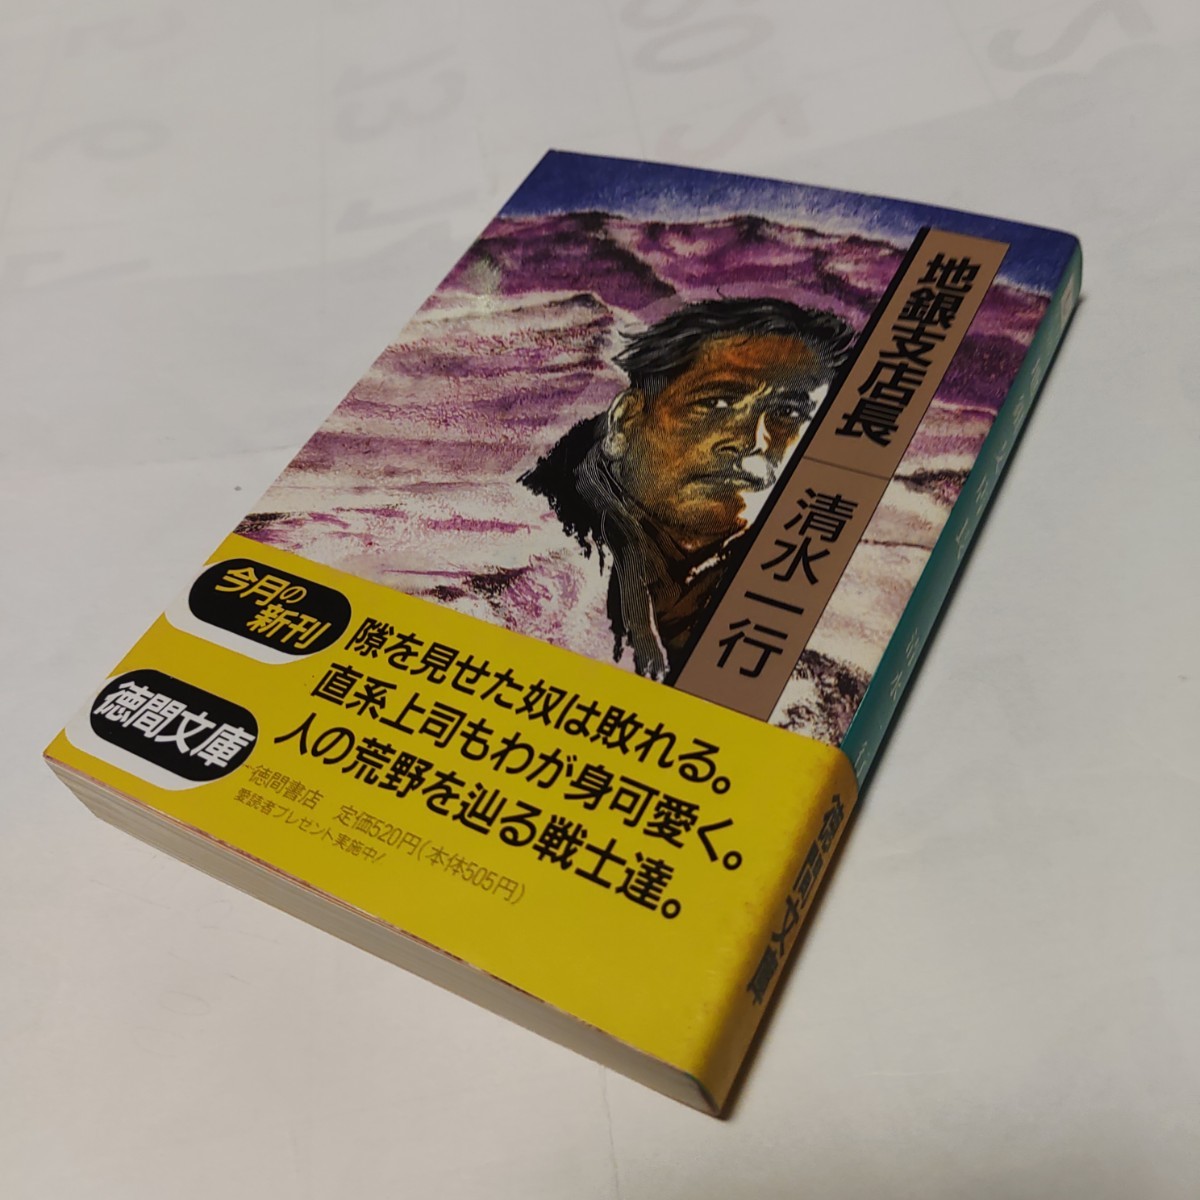 地銀支店長
清水一行
今月の
新刊
隙を見せた奴は敗れる。
直系上司もわが身可愛く。
人の荒野を辿る戦士達。
徳間文庫
徳間書店 定価520円(本体505円)
愛読者プレゼント実施中!
徳間文庫